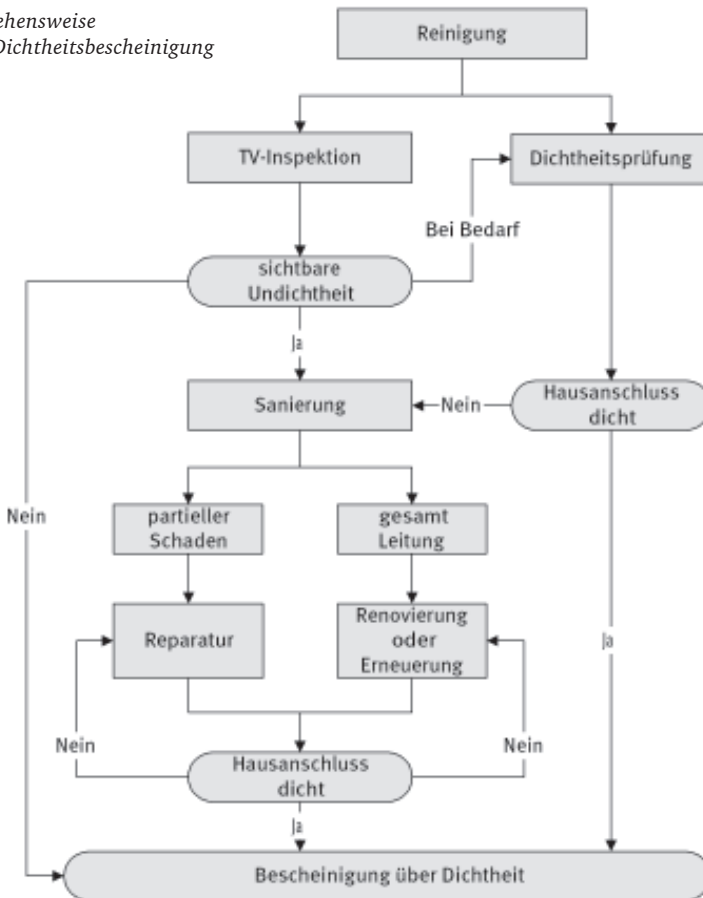 Dichtheitsbescheinigung
Reinigung
TV-Inspektion
Dichtheitsprüfung
Bei Bedarf
sichtbare
Undichtheit
Ja
Sanierung
Nein
Hausanschluss
dicht
Nein
partieller
Schaden
gesamt
Leitung
Reparatur
Renovierung
oder
Erneuerung
Ja
Nein
Nein
Hausanschluss
dicht
Ja
Bescheinigung über Dichtheit